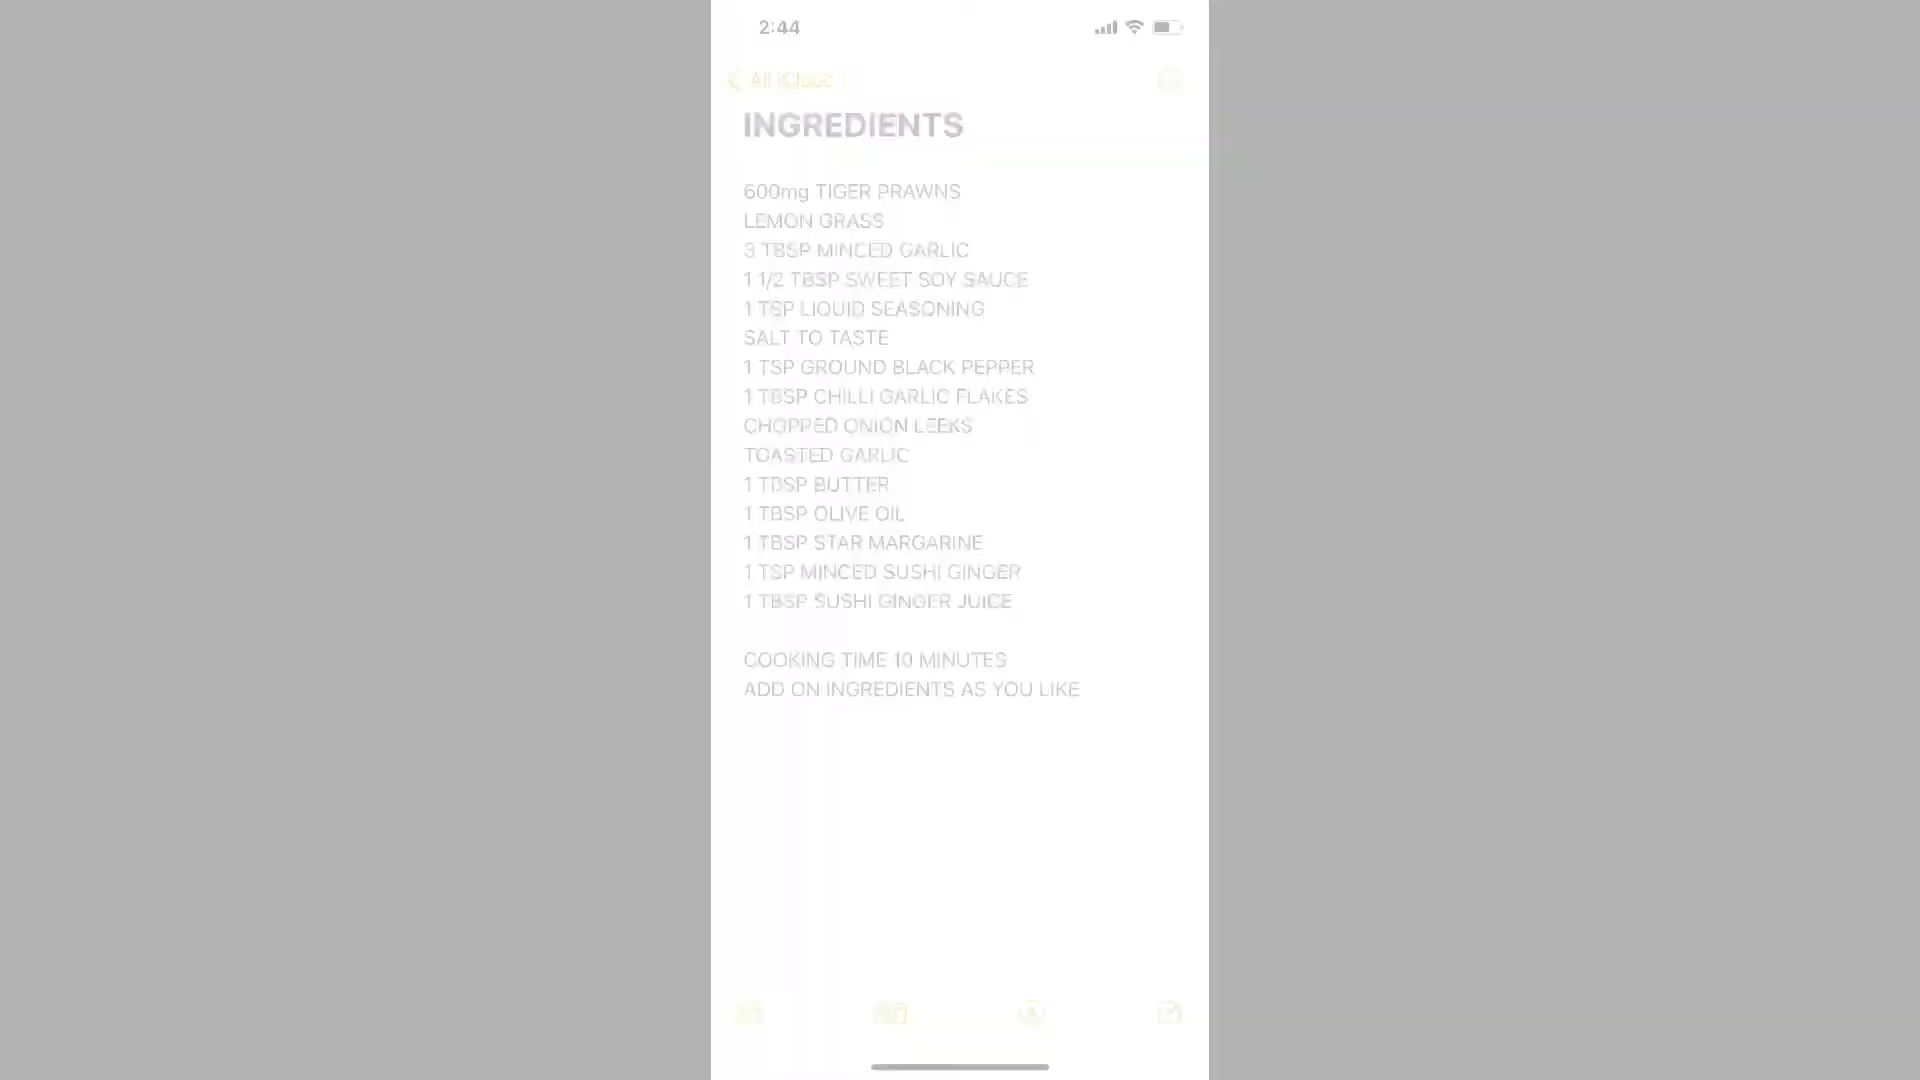 2:44
All iCloud
INGREDIENTS
600mg TIGER PRAWNS
LEMON GRASS
3 TBSP MINCED GARLIC
1 1/2 TBSP SWEET SOY SAUCE
1 TSP LIQUID SEASONING
SALT TO TASTE
1 TSP GROUND BLACK PEPPER
1 TBSP CHILLI GARLIC FLAKES
CHOPPED ONION LEEKS
TOASTED GARLIC
1 TBSP BUTTER
1 TBSP OLIVE OIL
1 TBSP STAR MARGARINE
1 TSP MINCED SUSHI GINGER
1 TBSP SUSHI GINGER JUICE
COOKING TIME 10 MINUTES
ADD ON INGREDIENTS AS YOU LIKE